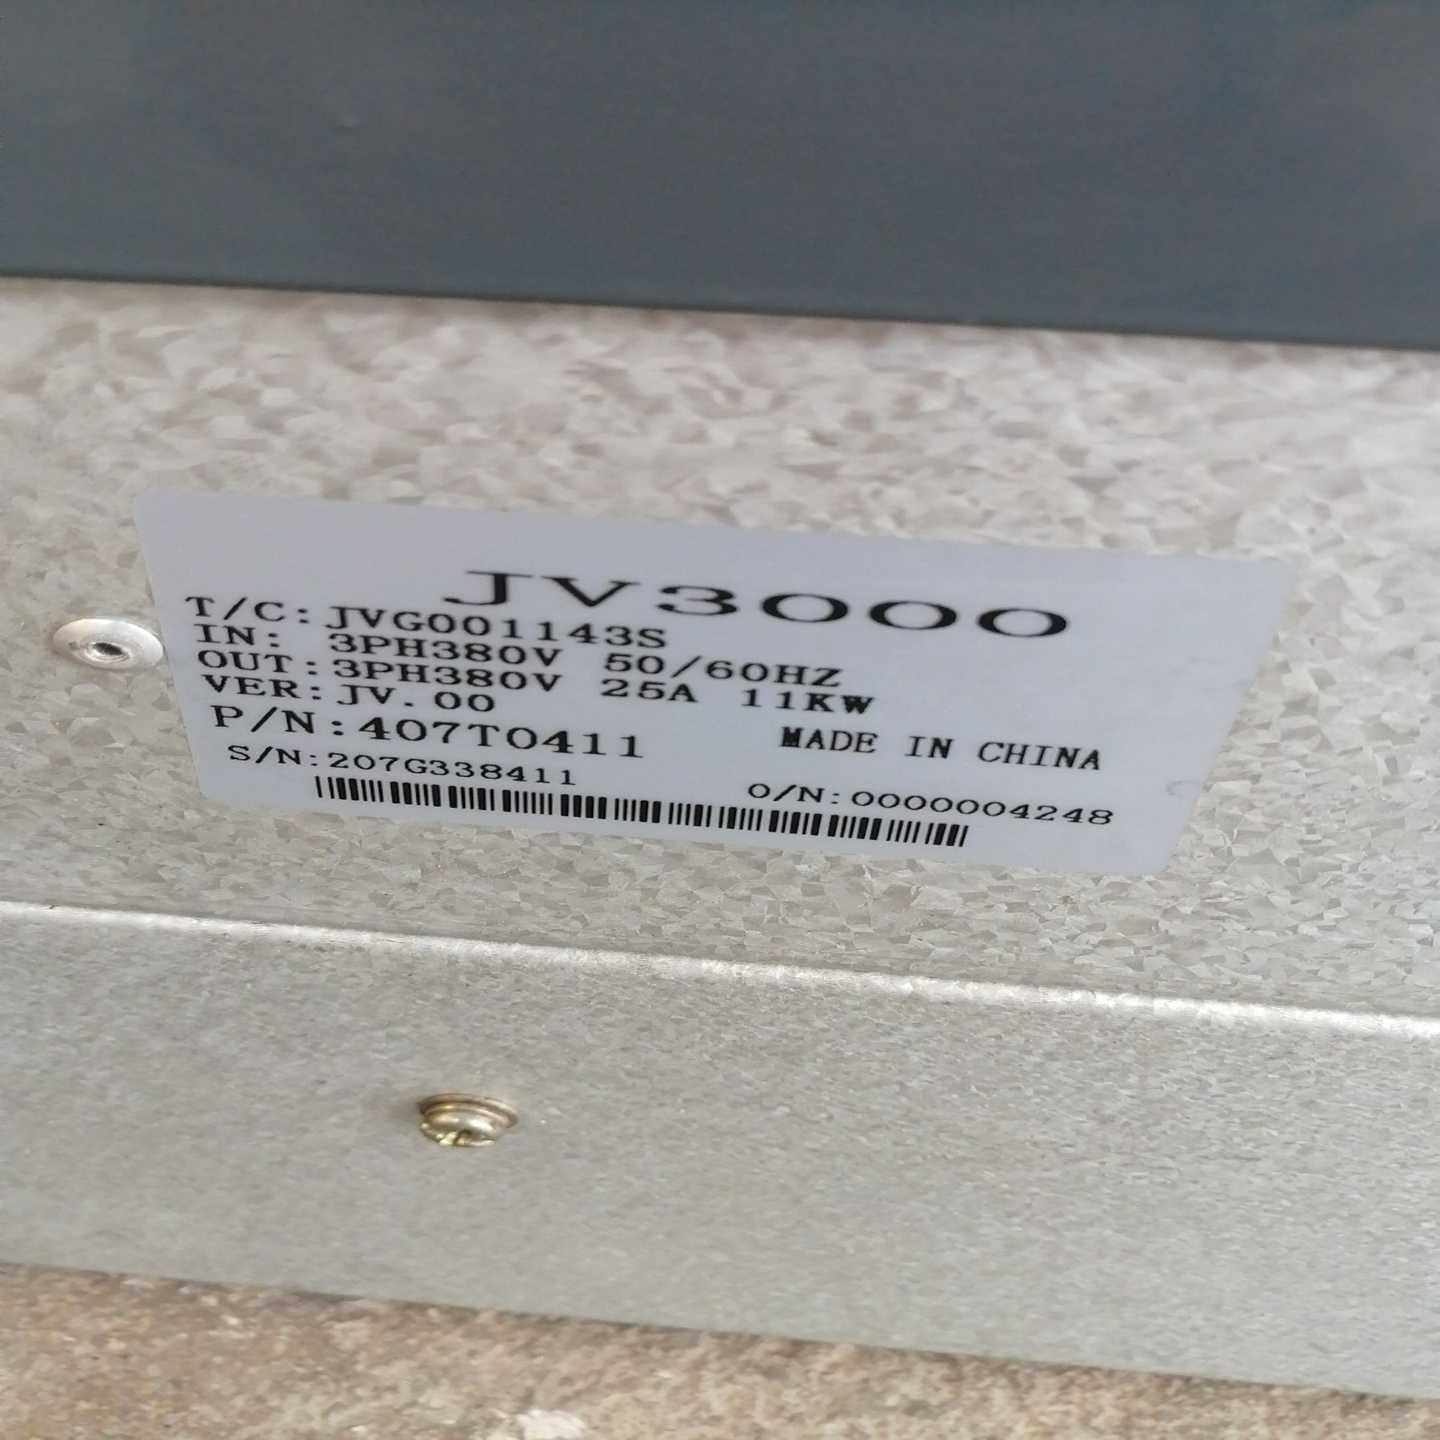 JV3000
T/C: JVG001143S
IN: 3PH380V 50/60HZ
OUT: 3PH380V 25A 11KW
VER: JV.00
P/N: 407T0411 MADE IN CHINA
S/N: 207G338411 O/N: 0000004248